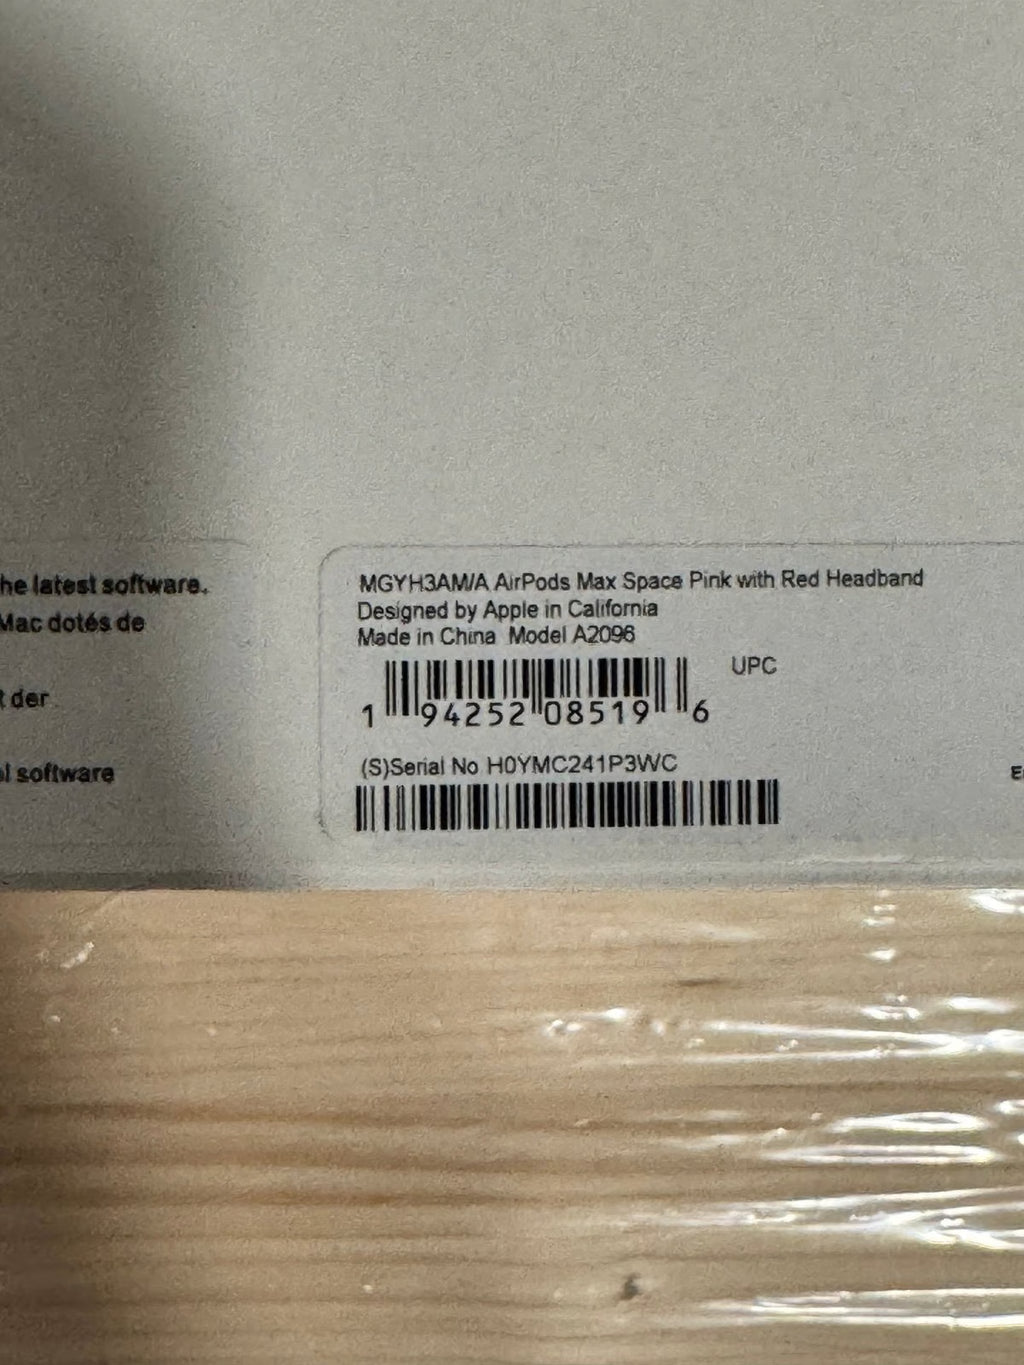 he latest software.
Mac dotés de
t der
al software
MGYH3AM/A AirPods Max Space Pink with Red Headband
Designed by Apple in California
Made in China Model A2096
UPC
1 94252 08519 6
(S)Serial No H0YMC241P3WC